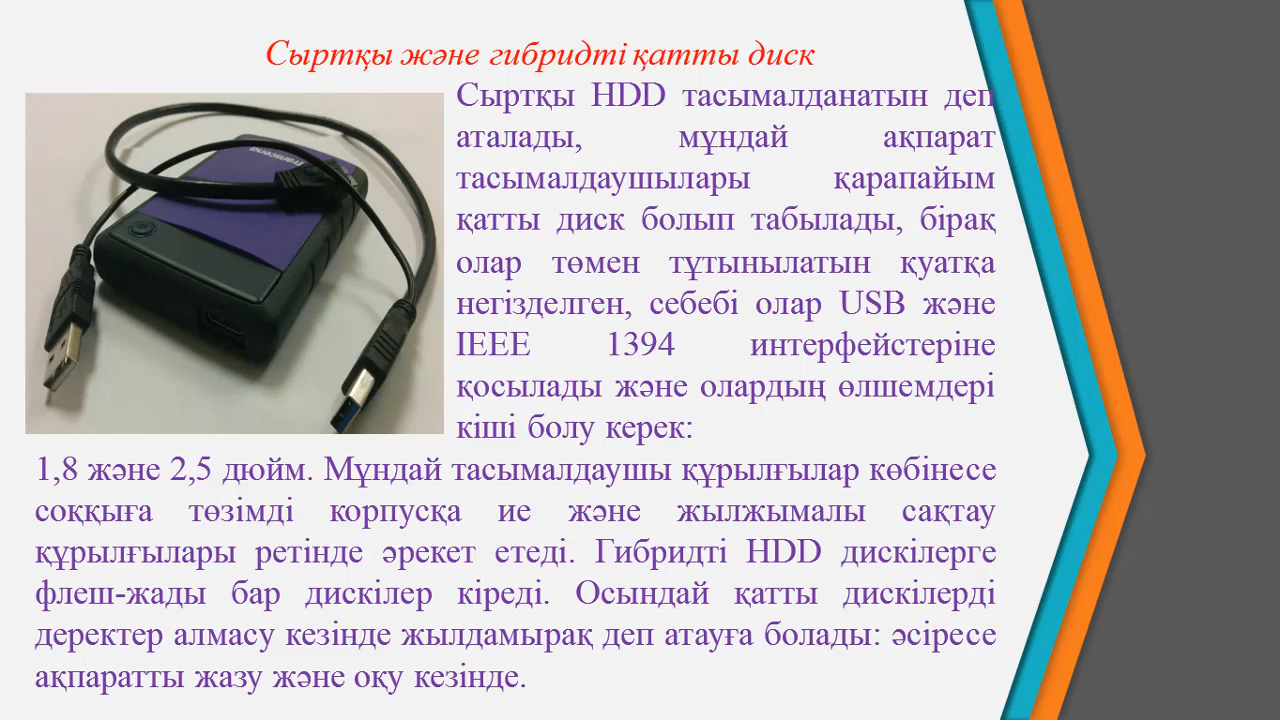 Сыртқы және гибридті қатты диск
Сыртқы HDD тасымалданатын деп
аталады, мұндай ақпарат
тасымалдаушылары қарапайым
қатты диск болып табылады, бірақ
олар төмен тұтынылатын қуатқа
негізделген, себебі олар USB және
IEEE 1394 интерфейстеріне
қосылады және олардың өлшемдері
кіші болу керек:
1,8 және 2,5 дюйм. Мұндай тасымалдаушы құрылғылар көбінесе
соққыға төзімді корпусқа ие және жылжымалы сақтау
құрылғылары ретінде әрекет етеді. Гибридті HDD дискілерге
флеш-жады бар дискілер кіреді. Осындай қатты дискілерді
деректер алмасу кезінде жылдамырақ деп атауға болады: әсіресе
ақпаратты жазу және оқу кезінде.
Transcend